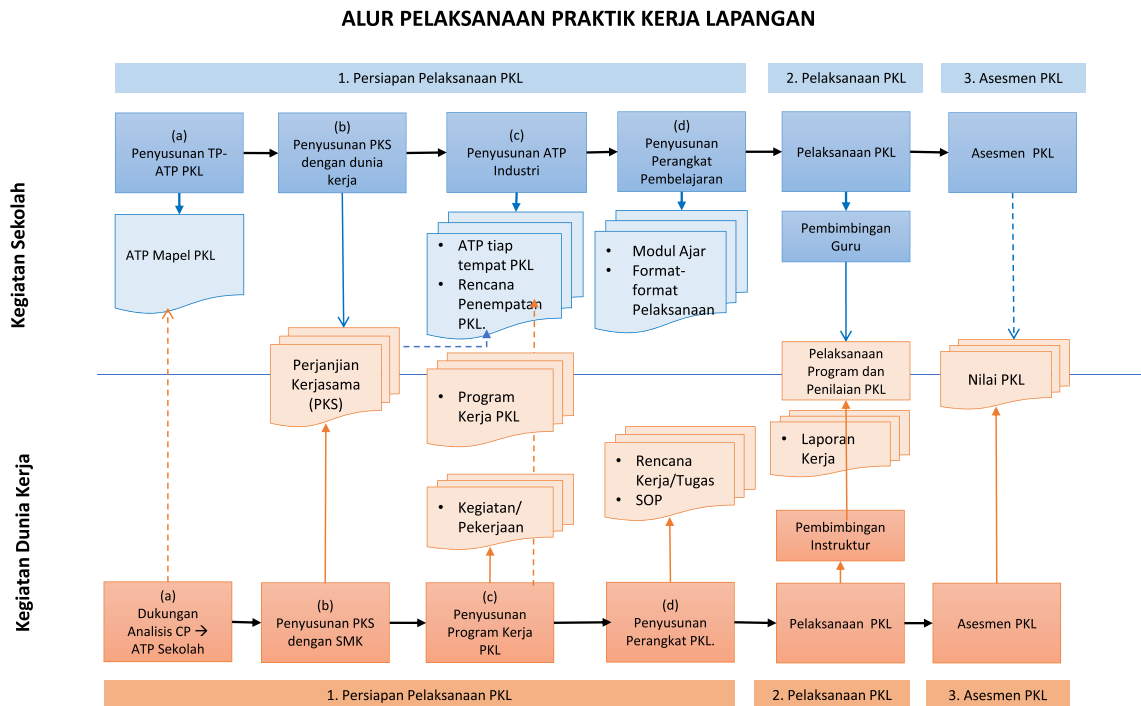 ALUR PELAKSANAAN PRAKTIK KERJA LAPANGAN
1. Persiapan Pelaksanaan PKL
2. Pelaksanaan PKL
3. Asesmen PKL
Kegiatan Sekolah
(a)
Penyusunan TP-
ATP PKL
(b)
Penyusunan PKS
dengan dunia
kerja
(c)
Penyusunan ATP
Industri
(d)
Penyusunan
Perangkat
Pembelajaran
Pelaksanaan PKL
Asesmen PKL
ATP Mapel PKL
• ATP tiap
tempat PKL
• Rencana
Penempatan
PKL.
• Modul Ajar
• Format-
format
Pelaksanaan
Pembimbingan
Guru
Perjanjian
Kerjasama
(PKS)
• Program
Kerja PKL
Pelaksanaan
Program dan
Penilaian PKL
Nilai PKL
Kegiatan Dunia Kerja
• Kegiatan/
Pekerjaan
• Rencana
Kerja/Tugas
• SOP
• Laporan
Kerja
Pembimbingan
Instruktur
(a)
Dukungan
Analisis CP →
ATP Sekolah
(b)
Penyusunan PKS
dengan SMK
(c)
Penyusunan
Program Kerja
PKL
(d)
Penyusunan
Perangkat PKL.
Pelaksanaan PKL
Asesmen PKL
1. Persiapan Pelaksanaan PKL
2. Pelaksanaan PKL
3. Asesmen PKL